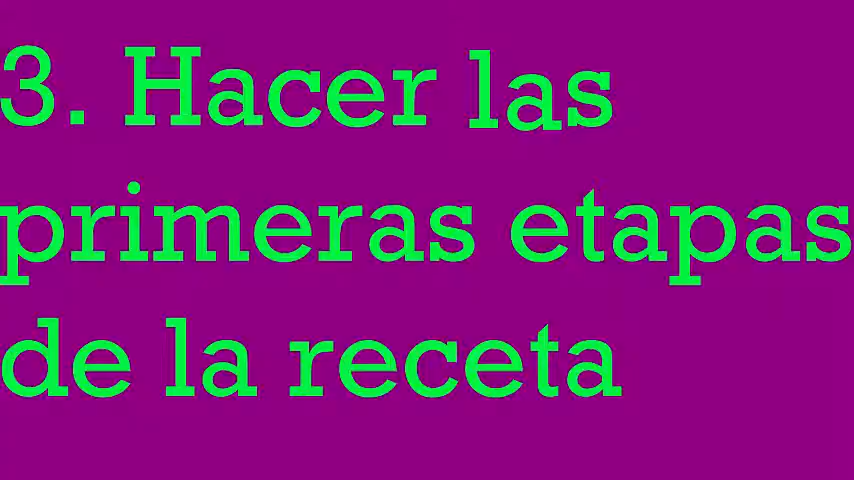 3. Hacer las
primeras etapas
de la receta